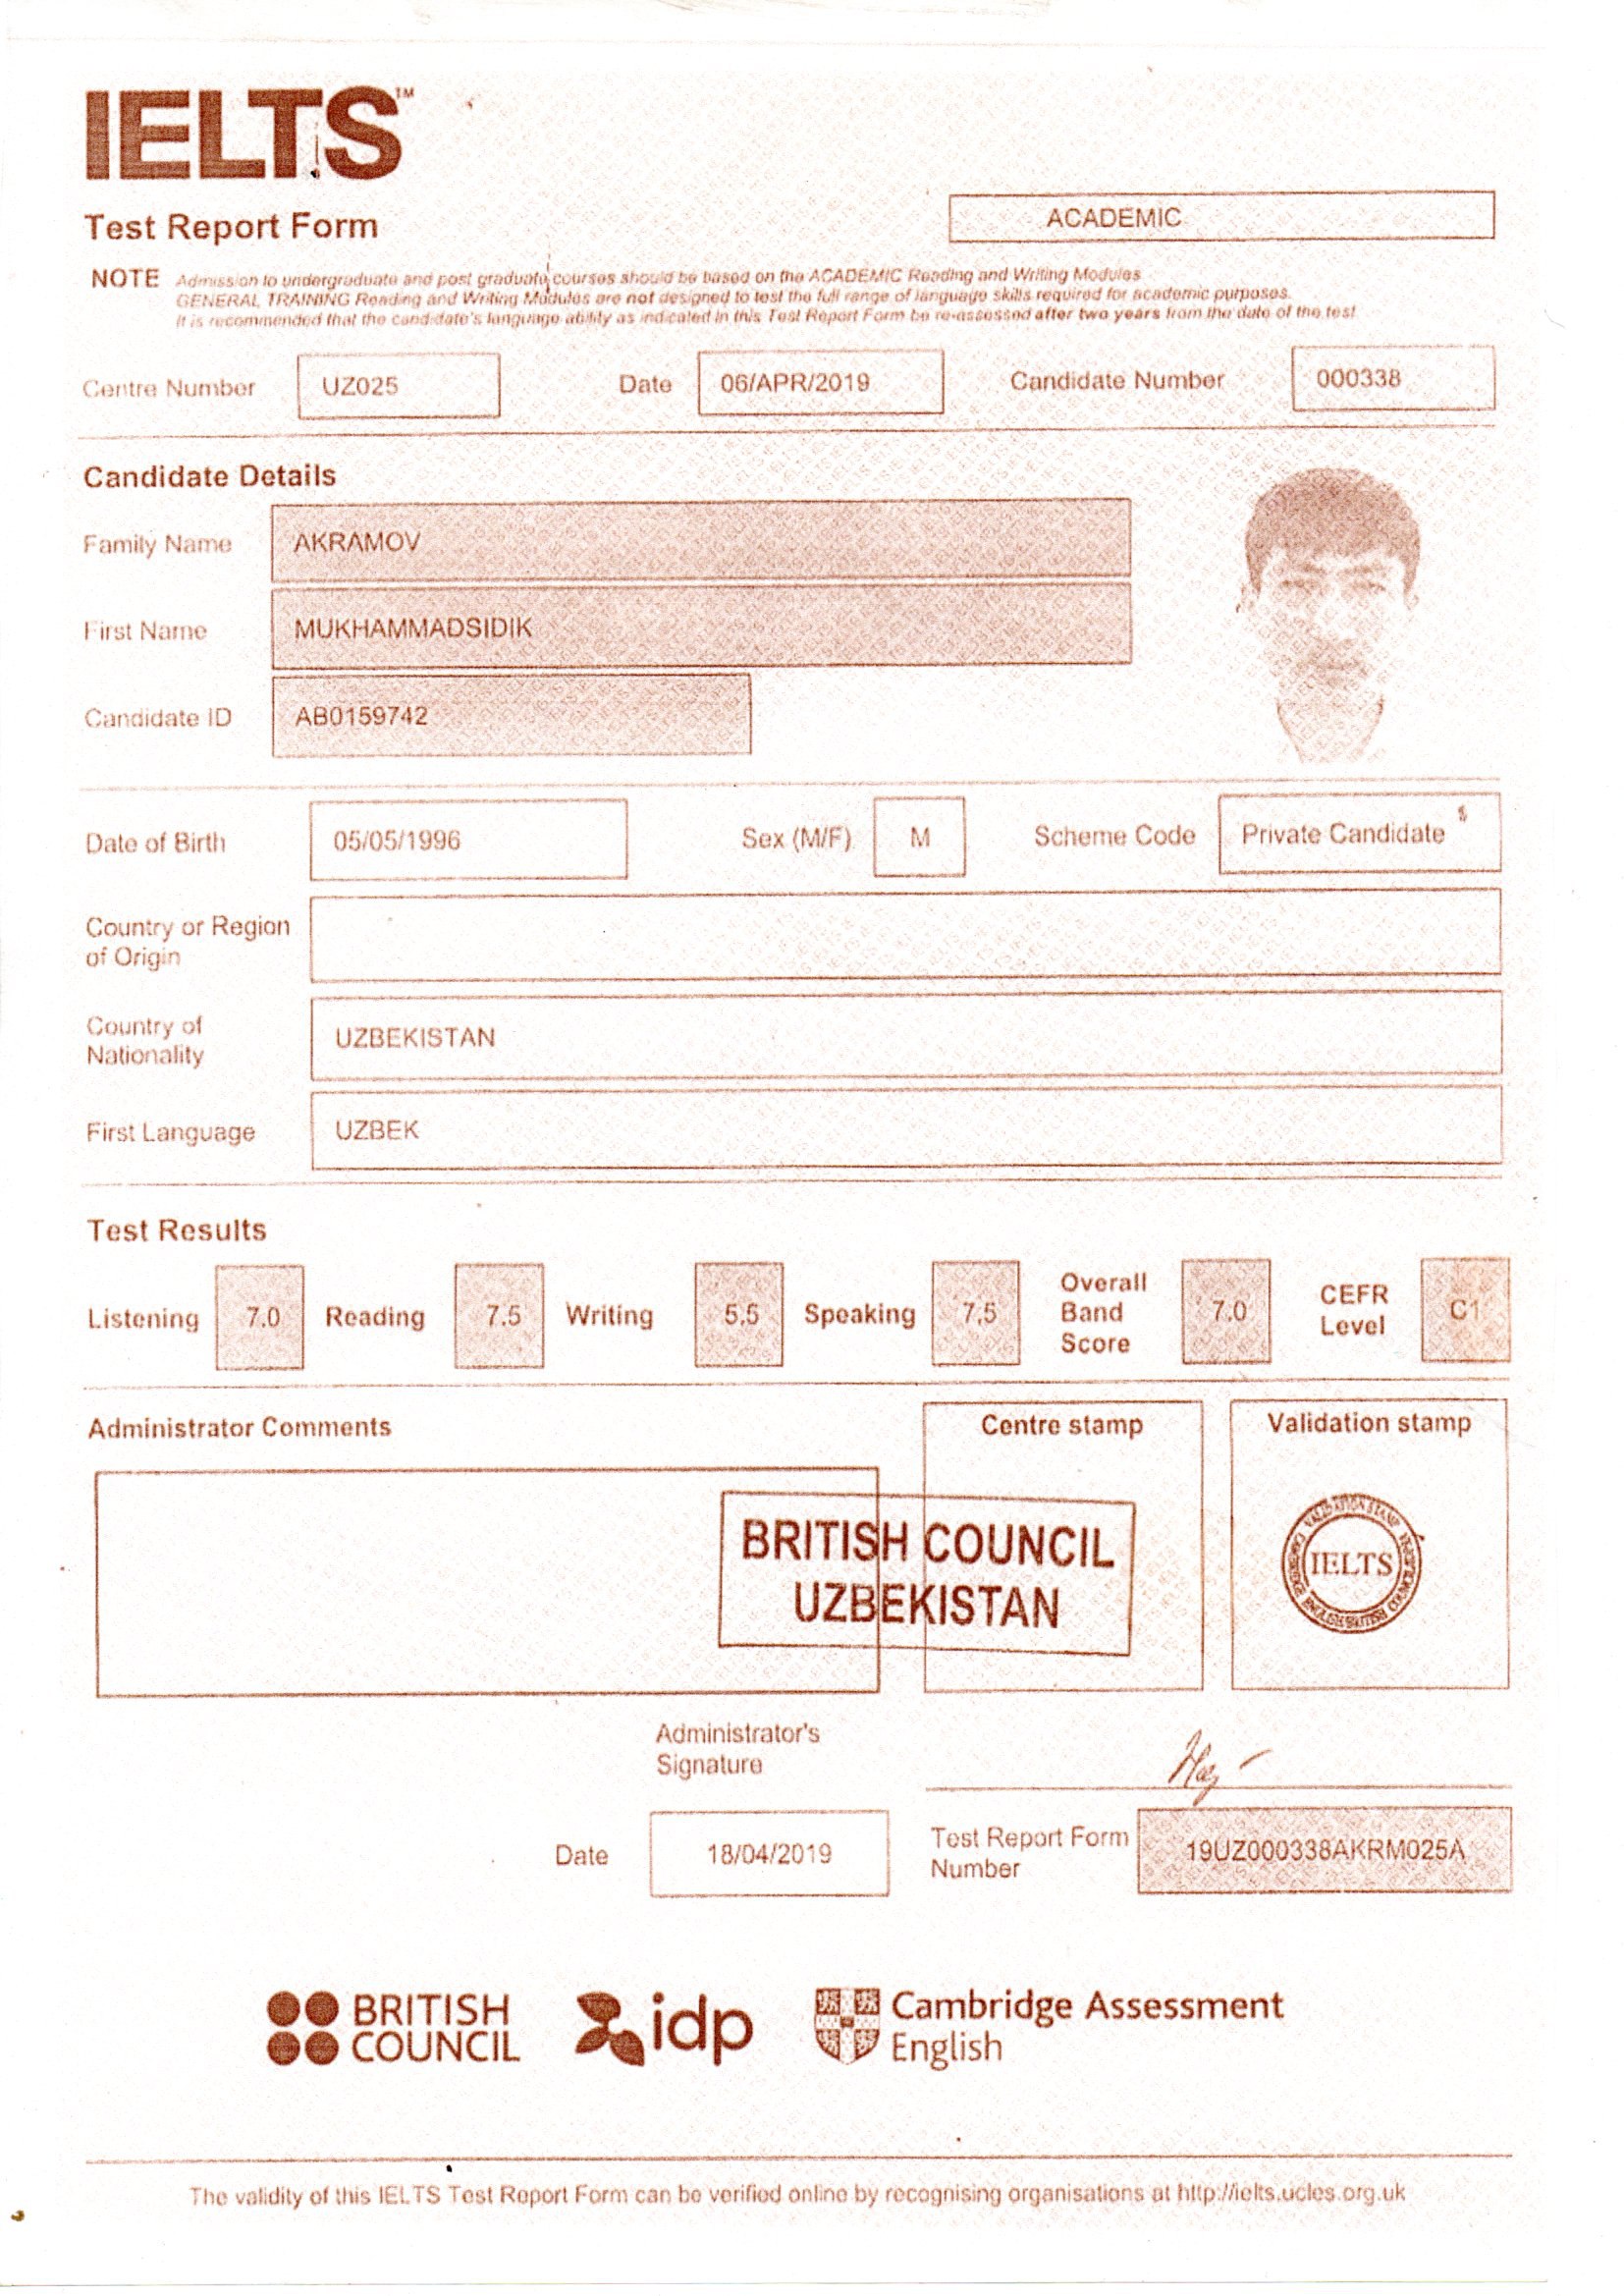 IELTS™
Test Report Form
ACADEMIC
NOTE Admission to undergraduate and post graduate courses should be based on the ACADEMIC Reading and Writing Modules.
GENERAL TRAINING Reading and Writing Modules are not designed to test the full range of language skills required for academic purposes.
It is recommended that the candidate's language ability as indicated in this Test Report Form be re-assessed after two years from the date of the test.
Centre Number UZ025 Date 06/APR/2019 Candidate Number 000338
Candidate Details
Family Name AKRAMOV
First Name MUKHAMMADSIDIK
Candidate ID AB0159742
Date of Birth 05/05/1996 Sex (M/F) M Scheme Code Private Candidate
Country or Region
of Origin
Country of
Nationality UZBEKISTAN
First Language UZBEK
Test Results
Listening 7.0 Reading 7.5 Writing 5.5 Speaking 7.5 Overall Band Score 7.0 CEFR Level C1
Administrator Comments
Centre stamp
Validation stamp
BRITISH COUNCIL
UZBEKISTAN
VALIDATION STAMP
IELTS
Administrator's
Signature
Date 18/04/2019
Test Report Form
Number 19UZ000338AKRM025A
BRITISH
COUNCIL
idp
Cambridge Assessment
English
The validity of this IELTS Test Report Form can be verified online by recognising organisations at http://ielts.ucles.org.uk